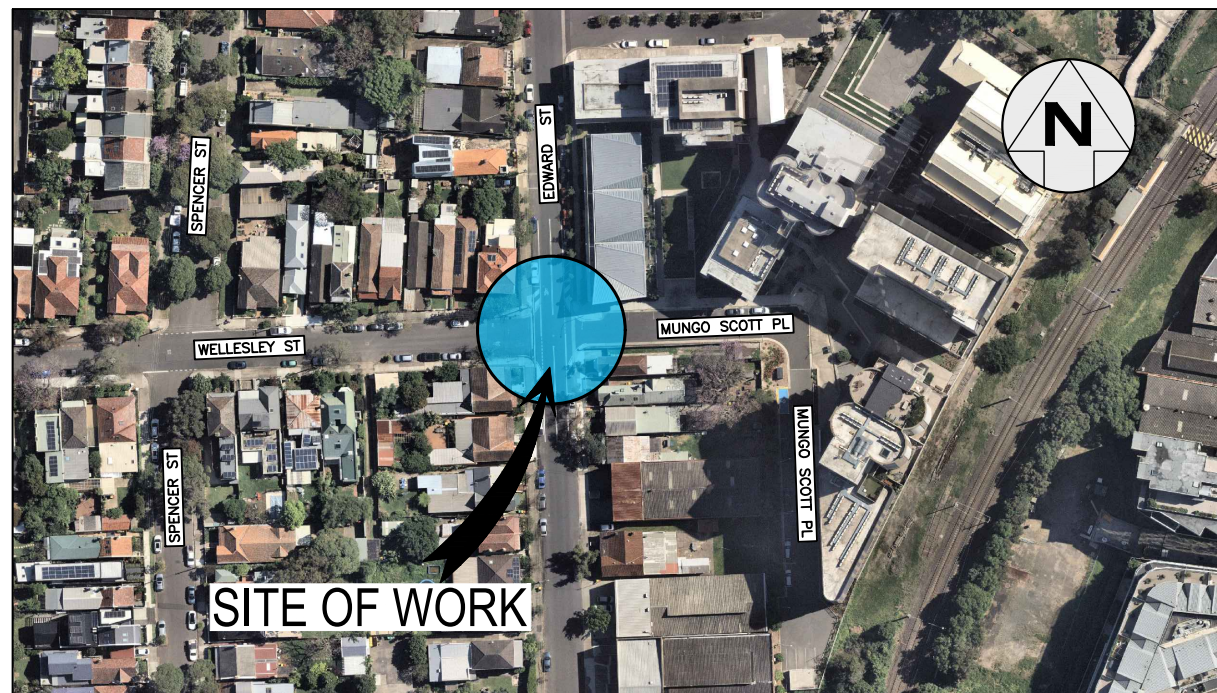 N
EDWARD ST
SPENCER ST
MUNGO SCOTT PL
WELLESLEY ST
MUNGO SCOTT PL
SPENCER ST
SITE OF WORK